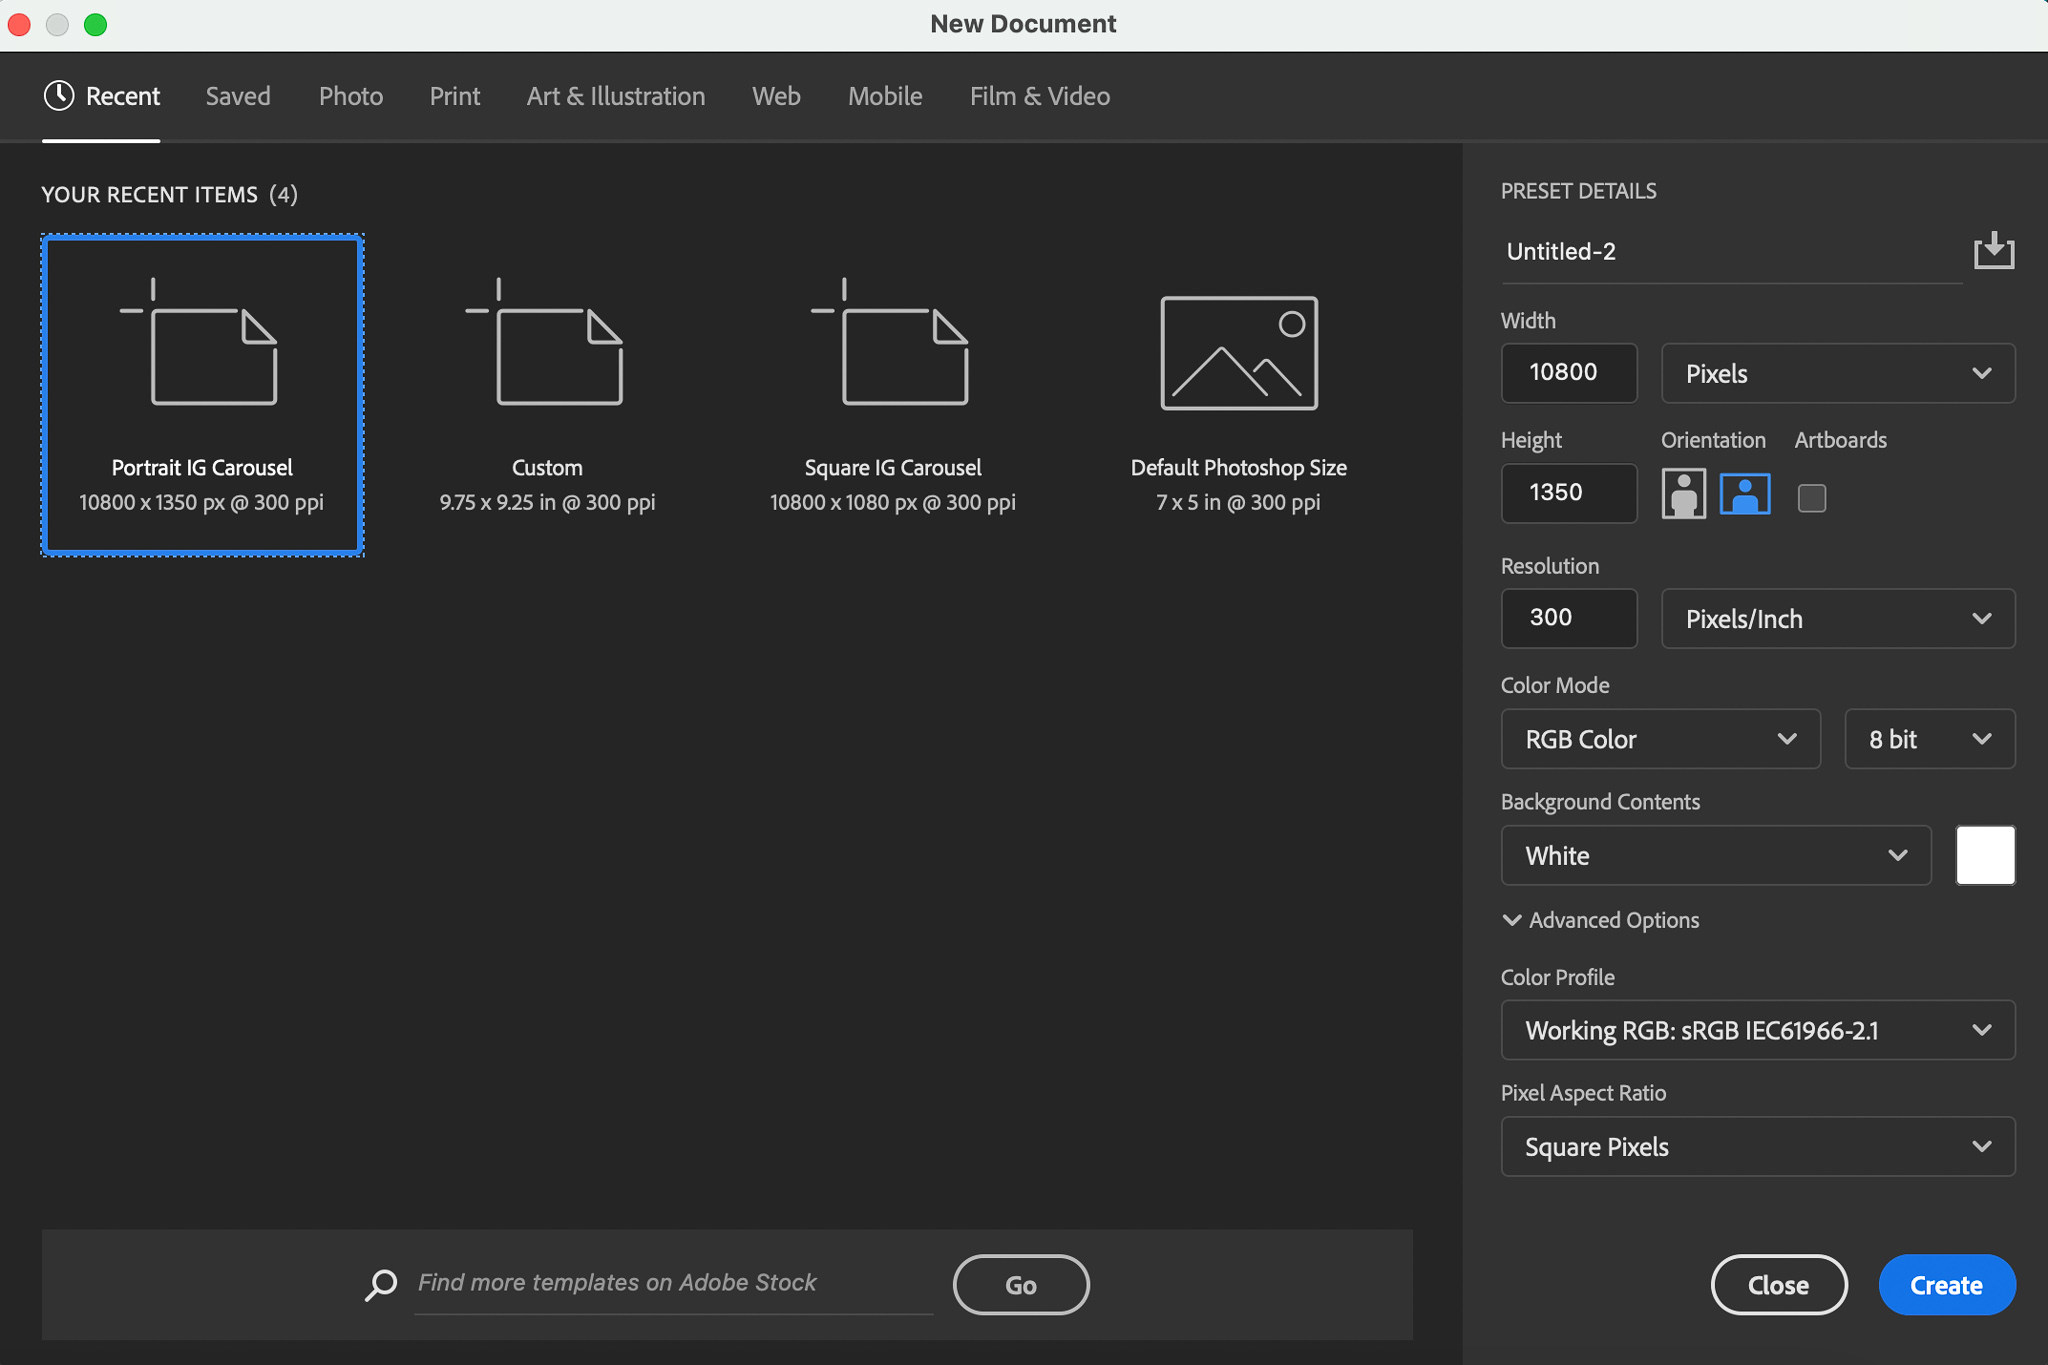 New Document
Recent Saved Photo Print Art & Illustration Web Mobile Film & Video
YOUR RECENT ITEMS (4)
Portrait IG Carousel
10800 x 1350 px @ 300 ppi
Custom
9.75 x 9.25 in @ 300 ppi
Square IG Carousel
10800 x 1080 px @ 300 ppi
Default Photoshop Size
7 x 5 in @ 300 ppi
Find more templates on Adobe Stock
Go
PRESET DETAILS
Untitled-2
Width
10800 Pixels
Height Orientation Artboards
1350
Resolution
300 Pixels/Inch
Color Mode
RGB Color 8 bit
Background Contents
White
Advanced Options
Color Profile
Working RGB: sRGB IEC61966-2.1
Pixel Aspect Ratio
Square Pixels
Close Create